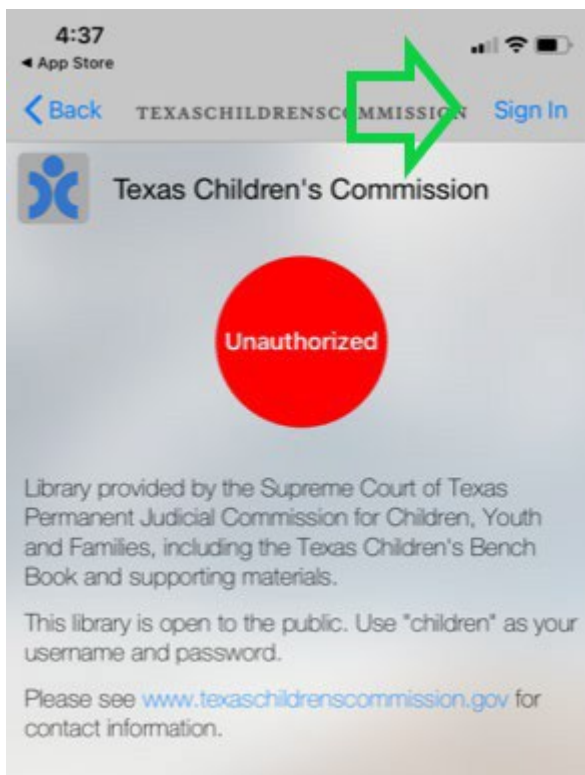 4:37
◀ App Store
Back TEXASCHILDRENSCOMMISSION Sign In
Texas Children's Commission
Unauthorized
Library provided by the Supreme Court of Texas
Permanent Judicial Commission for Children, Youth
and Families, including the Texas Children's Bench
Book and supporting materials.
This library is open to the public. Use "children" as your
username and password.
Please see www.texaschildrenscommission.gov for
contact information.